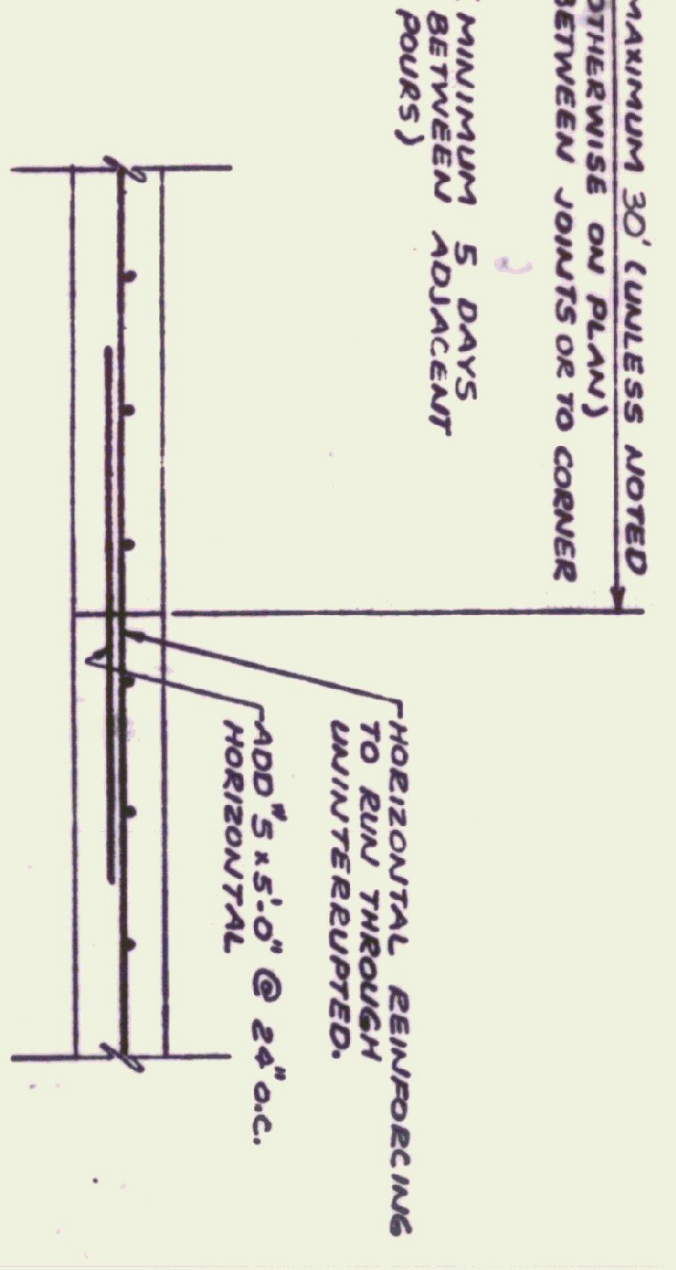 MAXIMUM 30' (UNLESS NOTED
OTHERWISE ON PLAN)
BETWEEN JOINTS OR TO CORNER
(MINIMUM 5 DAYS
BETWEEN ADJACENT
POURS)
HORIZONTAL REINFORCING
TO RUN THROUGH
UNINTERRUPTED.
ADD #5 x 5'-0" @ 24" O.C.
HORIZONTAL